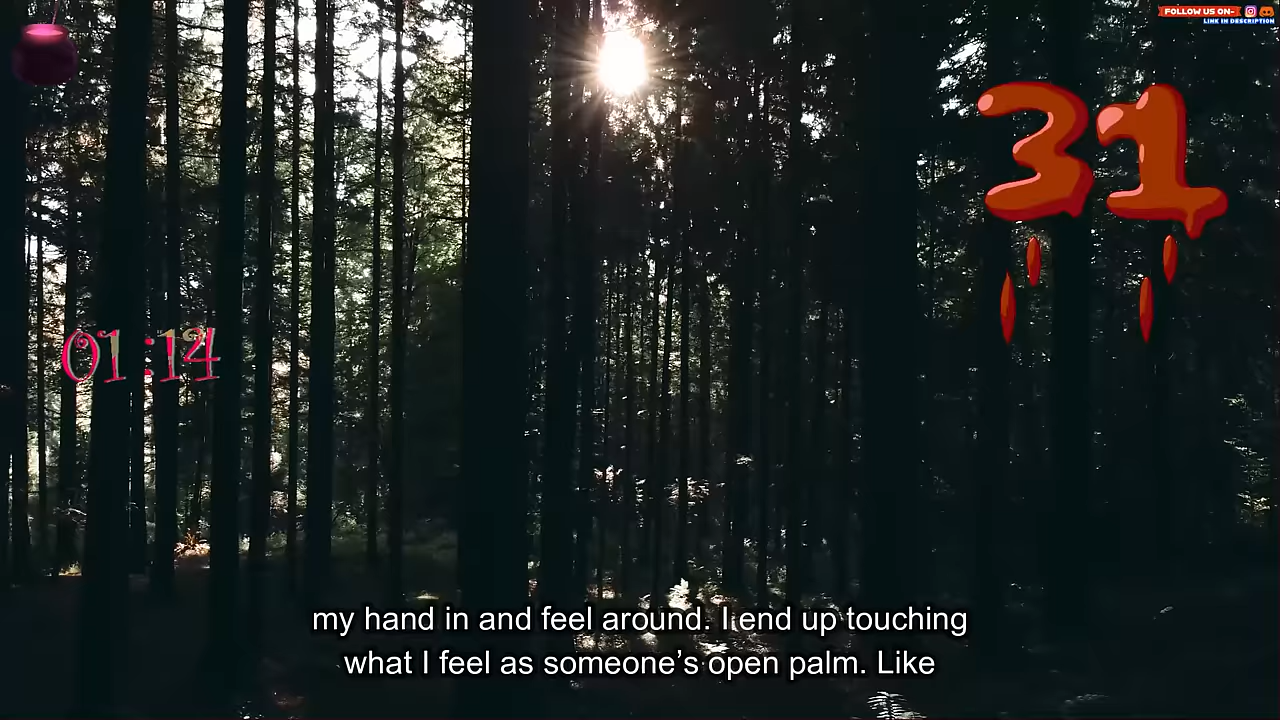 FOLLOW US ON-
LINK IN DESCRIPTION
31
01:14
my hand in and feel around. I end up touching
what I feel as someone’s open palm. Like